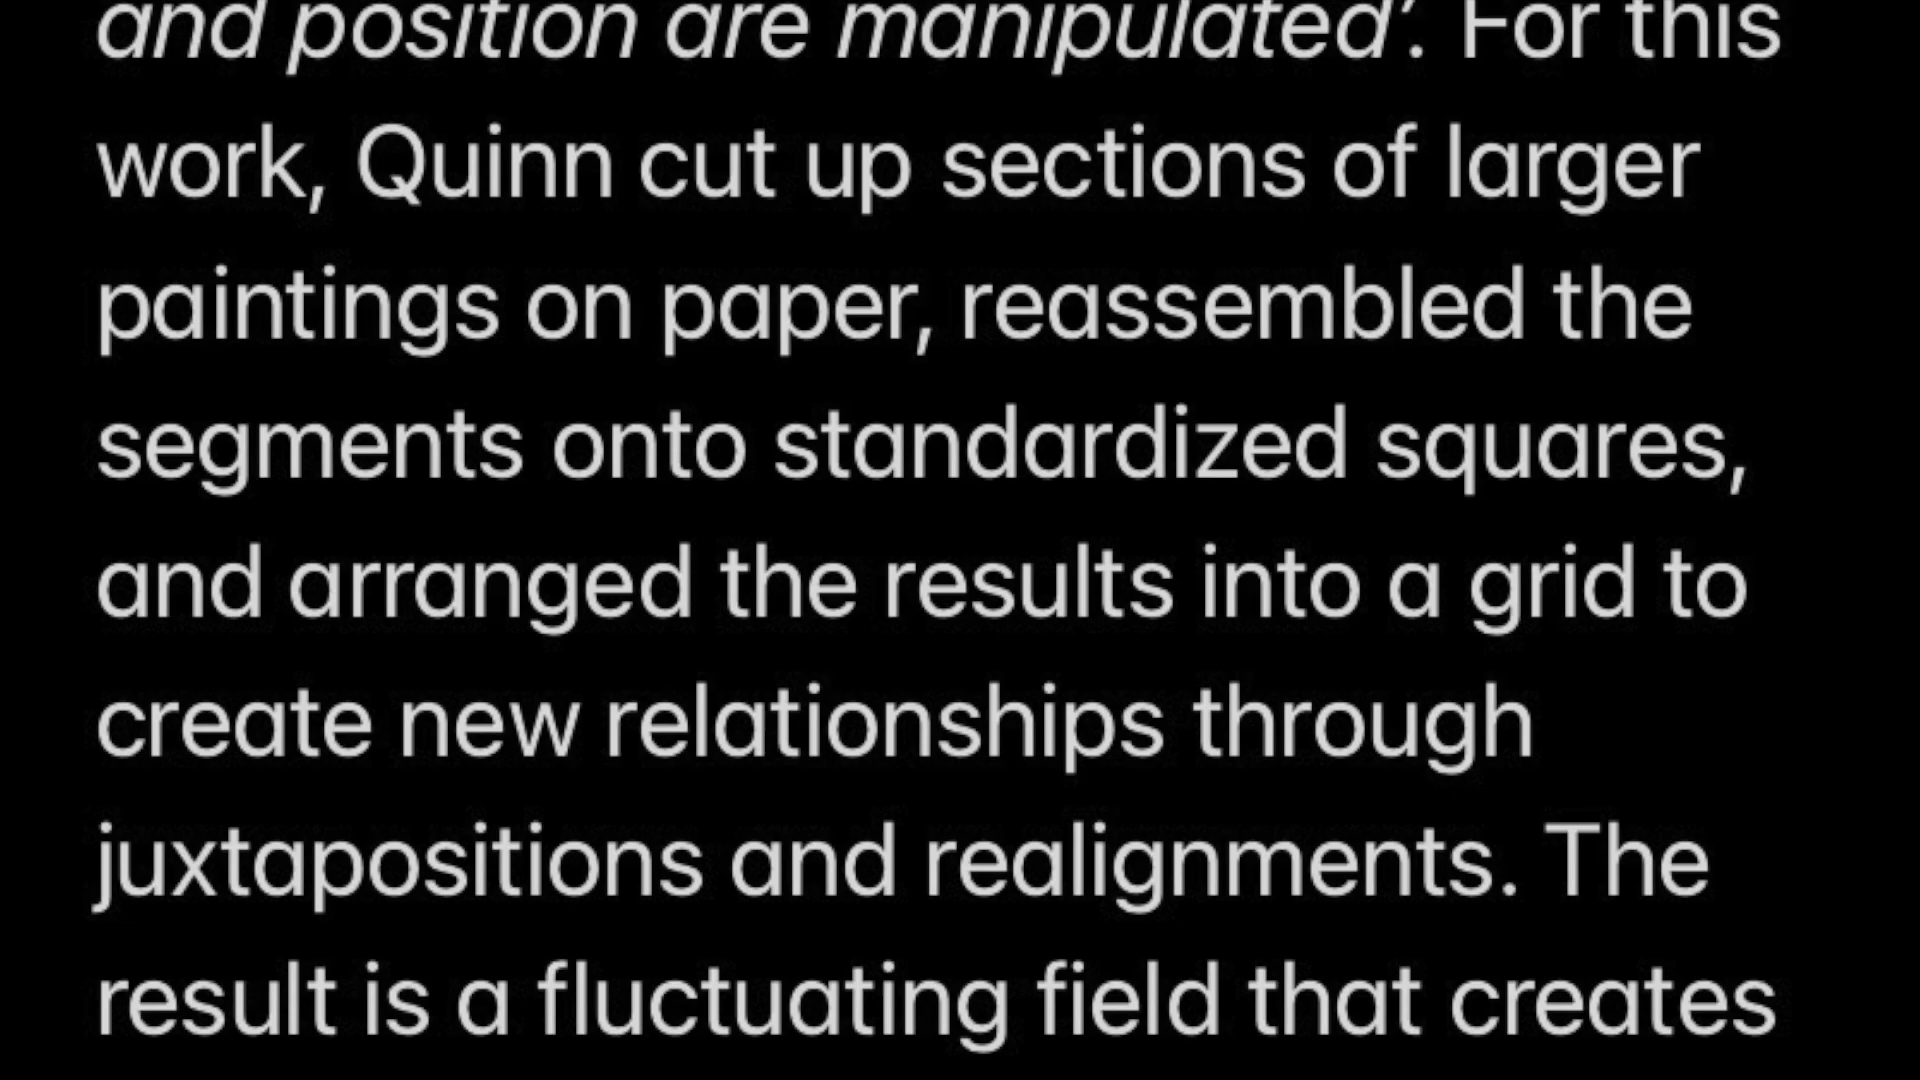 and position are manipulated’. For this
work, Quinn cut up sections of larger
paintings on paper, reassembled the
segments onto standardized squares,
and arranged the results into a grid to
create new relationships through
juxtapositions and realignments. The
result is a fluctuating field that creates